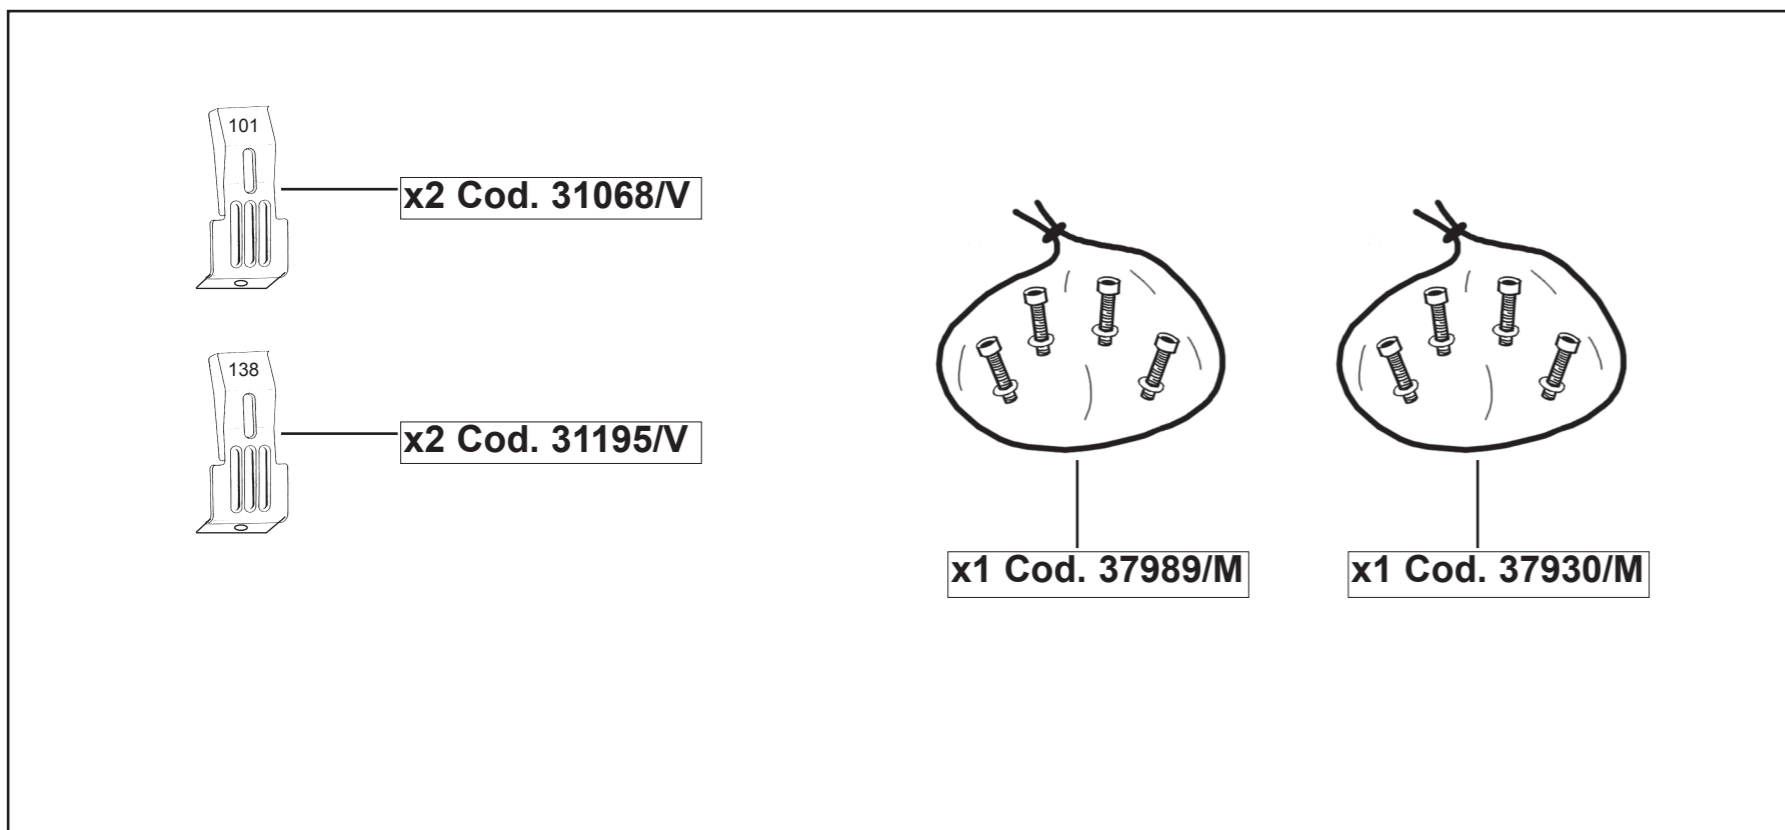 101
x2 Cod. 31068/V
138
x2 Cod. 31195/V
x1 Cod. 37989/M
x1 Cod. 37930/M